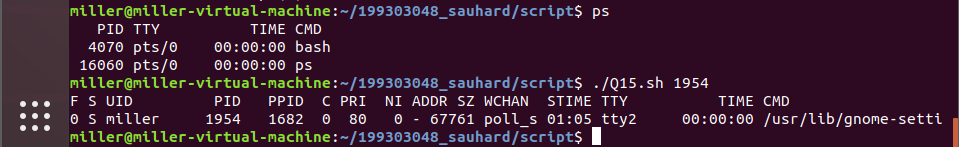 miller@miller-virtual-machine:~/199303048_sauhard/script$ ps
PID TTY TIME CMD
4070 pts/0 00:00:00 bash
16060 pts/0 00:00:00 ps
miller@miller-virtual-machine:~/199303048_sauhard/script$ ./Q15.sh 1954
F S UID PID PPID C PRI NI ADDR SZ WCHAN STIME TTY TIME CMD
0 S miller 1954 1682 0 80 0 - 67761 poll_s 01:05 tty2 00:00:00 /usr/lib/gnome-setti
miller@miller-virtual-machine:~/199303048_sauhard/script$